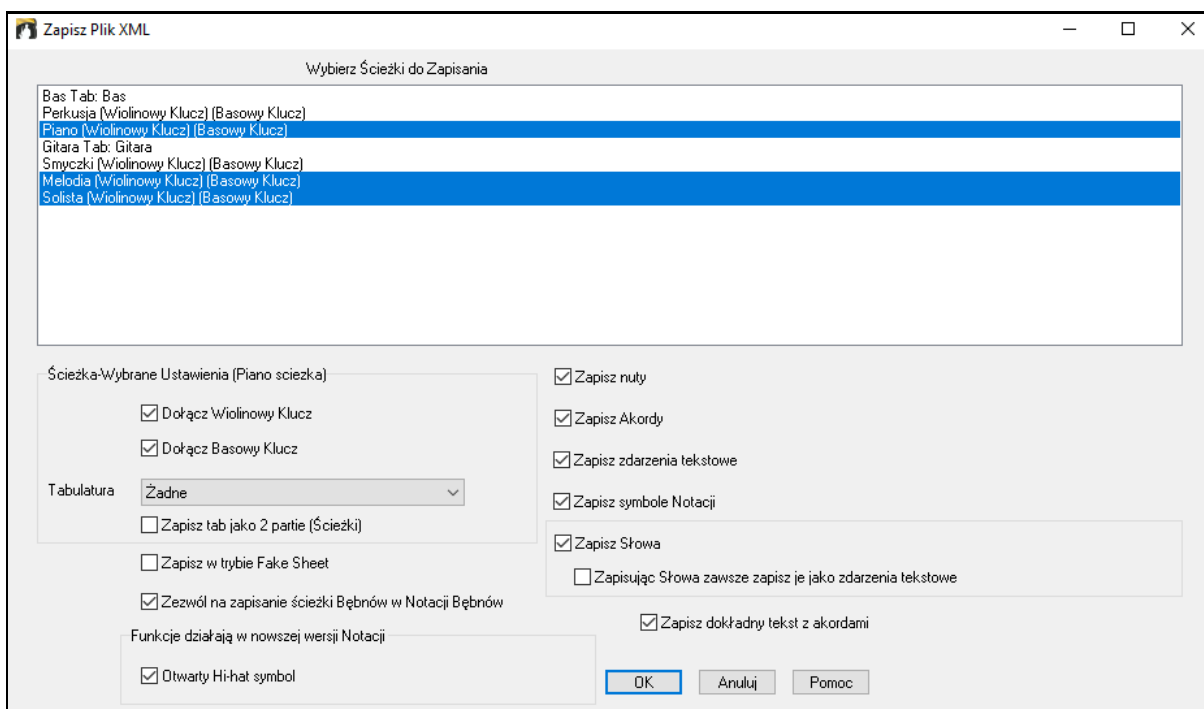 Zapisz Plik XML
Wybierz Ścieżki do Zapisania
Bas Tab: Bas
Perkusja (Wiolinowy Klucz) (Basowy Klucz)
Piano (Wiolinowy Klucz) (Basowy Klucz)
Gitara Tab: Gitara
Smyczki (Wiolinowy Klucz) (Basowy Klucz)
Melodia (Wiolinowy Klucz) (Basowy Klucz)
Solista (Wiolinowy Klucz) (Basowy Klucz)
Ścieżka-Wybrane Ustawienia (Piano sciezka)
Dołącz Wiolinowy Klucz
Dołącz Basowy Klucz
Tabulatura Żadne
Zapisz tab jako 2 partie (Ścieżki)
Zapisz w trybie Fake Sheet
Zezwól na zapisanie ścieżki Bębnów w Notacji Bębnów
Funkcje działają w nowszej wersji Notacji
Otwarty Hi-hat symbol
Zapisz nuty
Zapisz Akordy
Zapisz zdarzenia tekstowe
Zapisz symbole Notacji
Zapisz Słowa
Zapisując Słowa zawsze zapisz je jako zdarzenia tekstowe
Zapisz dokładny tekst z akordami
OK Anuluj Pomoc